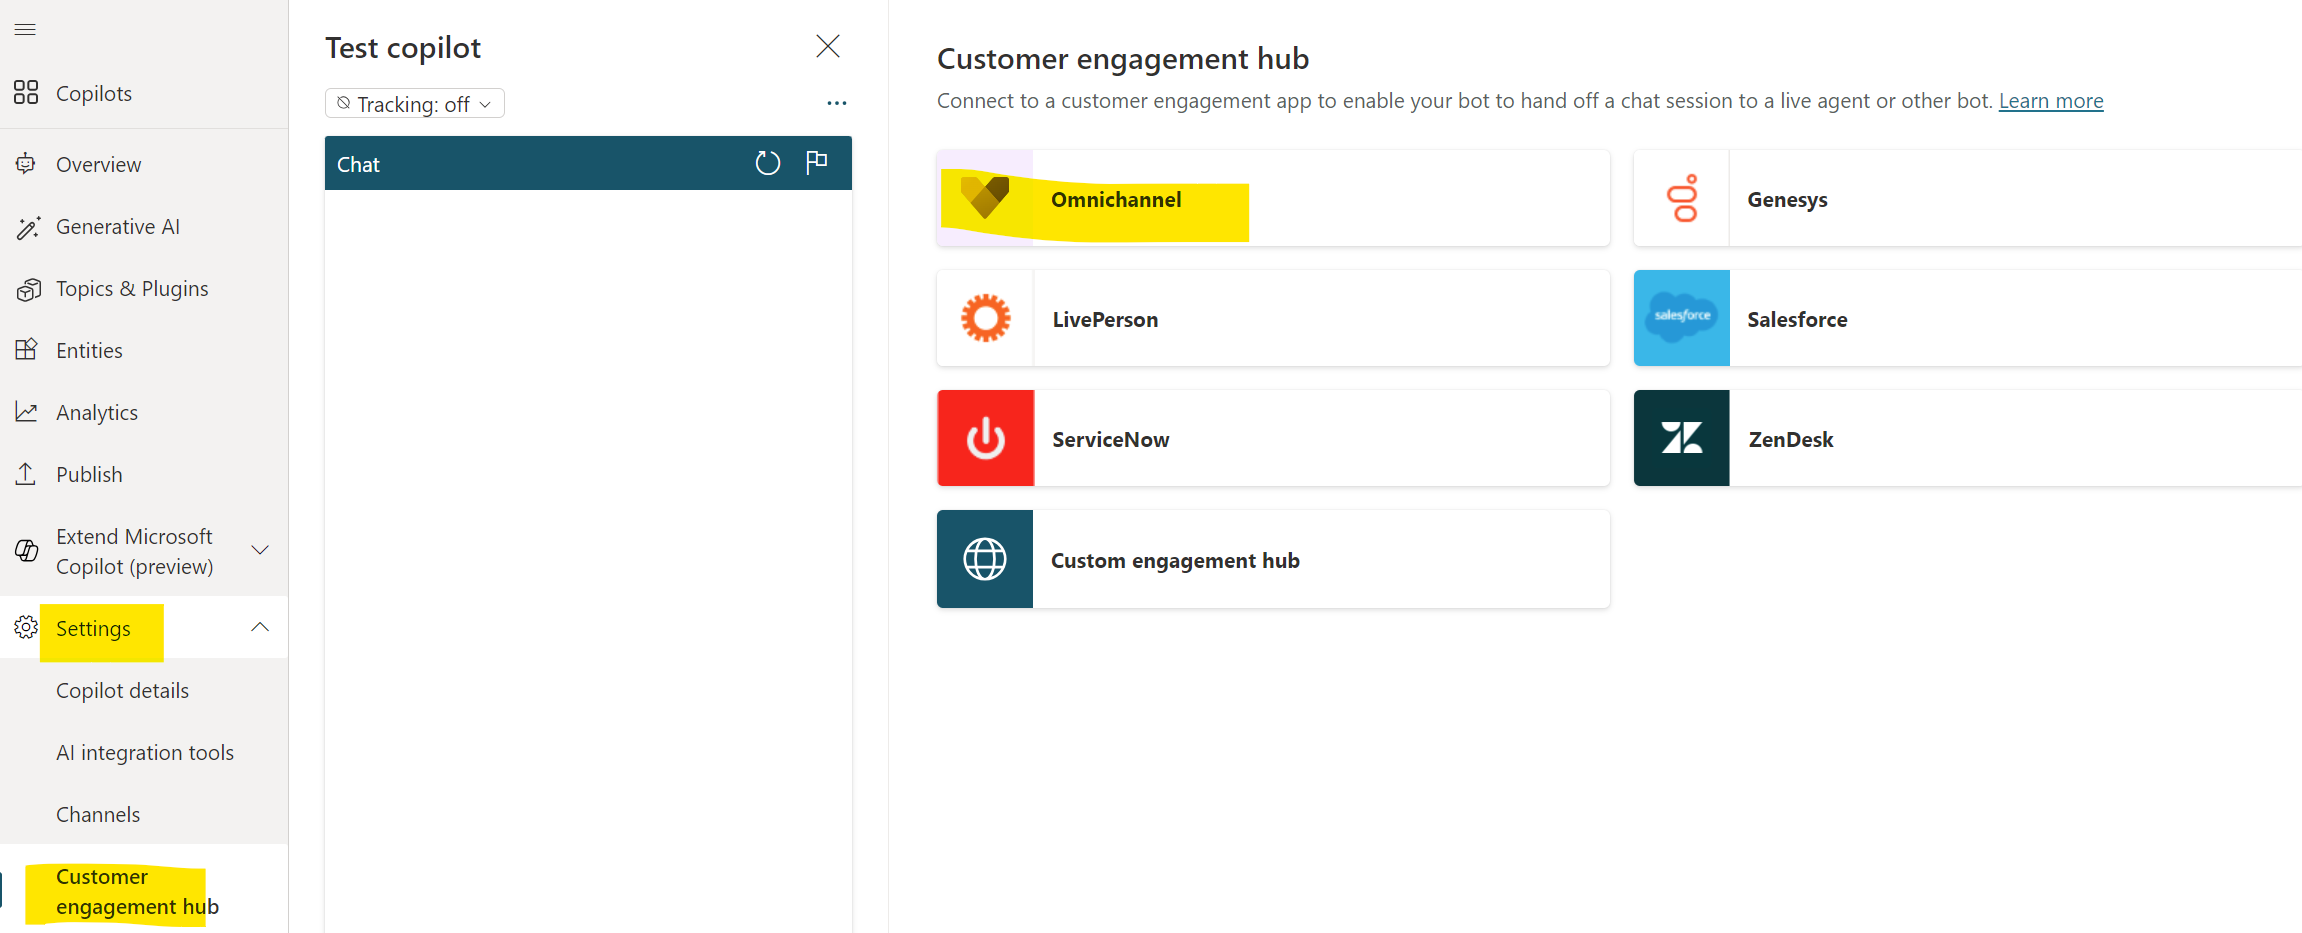 Copilots
Overview
Generative AI
Topics & Plugins
Entities
Analytics
Publish
Extend Microsoft
Copilot (preview)
Settings
Copilot details
AI integration tools
Channels
Customer
engagement hub
Test copilot
Tracking: off
Chat
Customer engagement hub
Connect to a customer engagement app to enable your bot to hand off a chat session to a live agent or other bot. Learn more
Omnichannel
Genesys
LivePerson
salesforce
Salesforce
ServiceNow
ZenDesk
Custom engagement hub